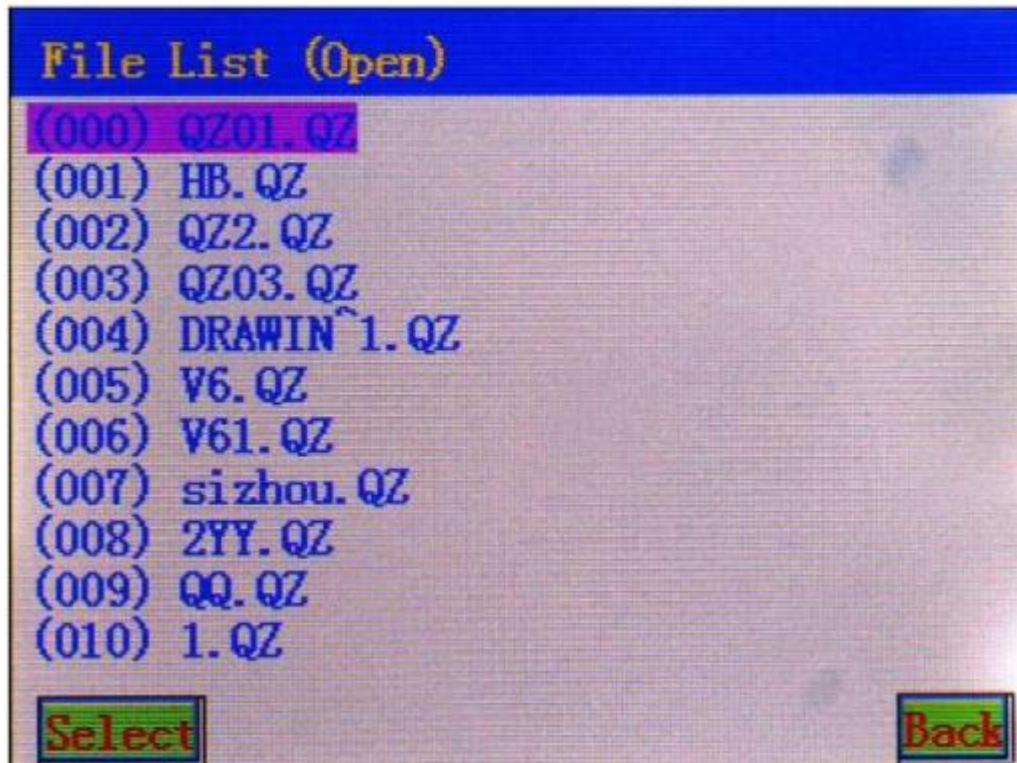 File List (Open)
(000) QZ01.QZ
(001) HB.QZ
(002) QZ2.QZ
(003) QZ03.QZ
(004) DRAWIN~1.QZ
(005) V6.QZ
(006) V61.QZ
(007) sizhou.QZ
(008) 2YY.QZ
(009) QQ.QZ
(010) 1.QZ
Select Back